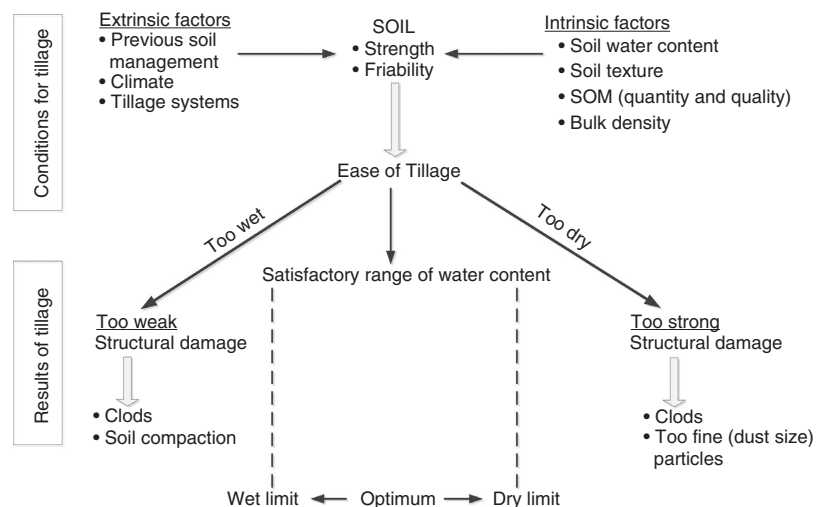 Conditions for tillage
Extrinsic factors
• Previous soil
management
• Climate
• Tillage systems
SOIL
• Strength
• Friability
Intrinsic factors
• Soil water content
• Soil texture
• SOM (quantity and quality)
• Bulk density
Ease of Tillage
Too wet
Too dry
Results of tillage
Satisfactory range of water content
Too weak
Structural damage
• Clods
• Soil compaction
Too strong
Structural damage
• Clods
• Too fine (dust size)
particles
Wet limit
Optimum
Dry limit